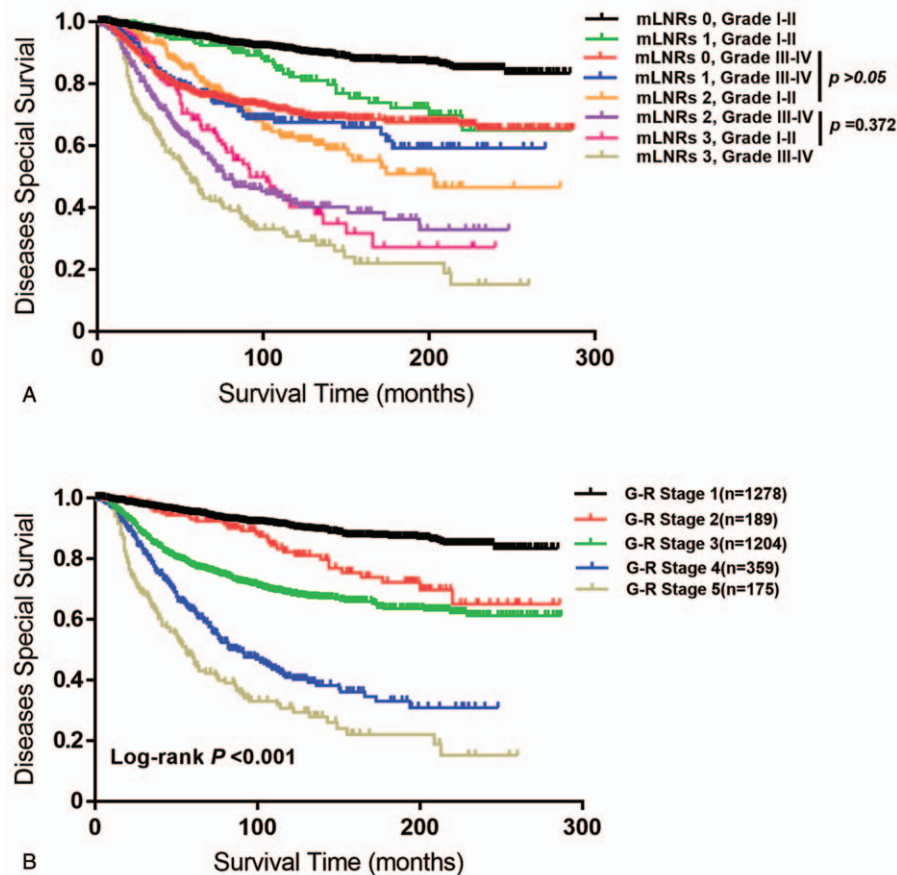 1.0
0.8
0.6
0.4
0.2
0
Diseases Special Survival
0 100 200 300
Survival Time (months)
A
mLNRs 0, Grade I-II
mLNRs 1, Grade I-II
mLNRs 0, Grade III-IV
mLNRs 1, Grade III-IV
mLNRs 2, Grade I-II
mLNRs 2, Grade III-IV
mLNRs 3, Grade I-II
mLNRs 3, Grade III-IV
p >0.05
p =0.372
1.0
0.8
0.6
0.4
0.2
0
Diseases Special Survival
Log-rank P <0.001
0 100 200 300
Survival Time (months)
B
G-R Stage 1(n=1278)
G-R Stage 2(n=189)
G-R Stage 3(n=1204)
G-R Stage 4(n=359)
G-R Stage 5(n=175)